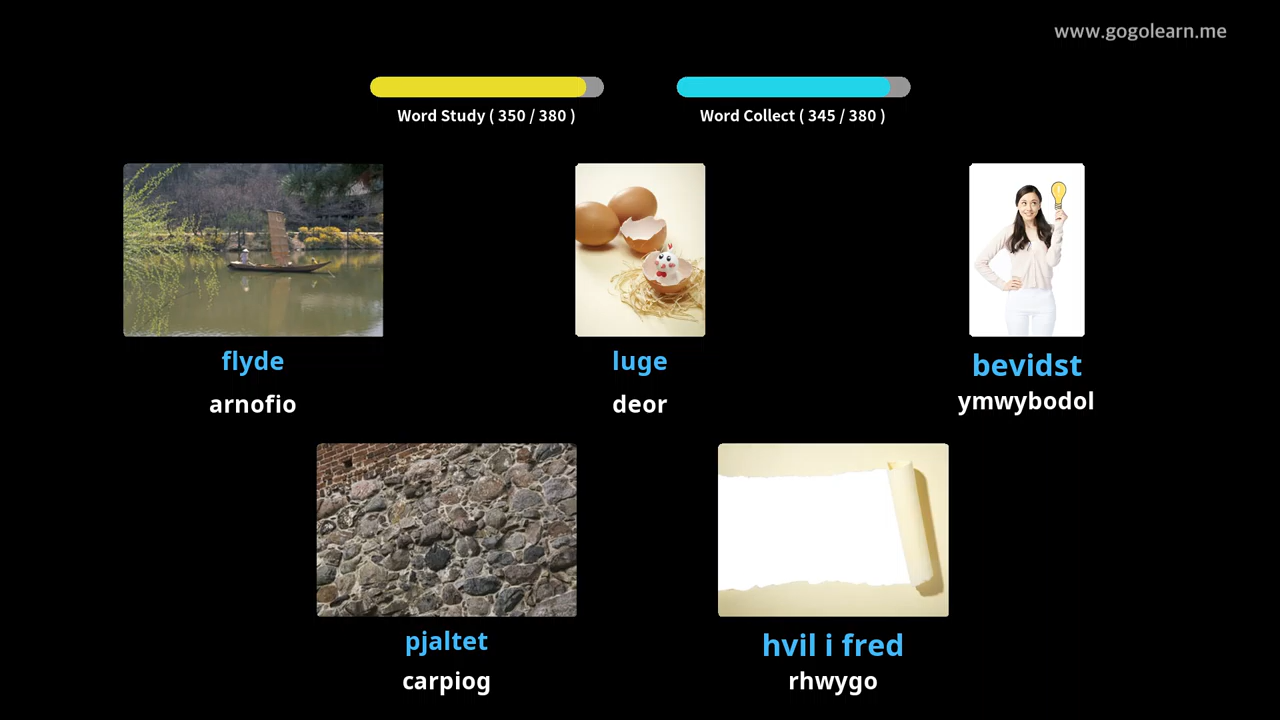 www.gogolearn.me
Word Study ( 350 / 380 )
Word Collect ( 345 / 380 )
flyde
arnofio
luge
deor
bevidst
ymwybodol
pjaltet
carpiog
hvil i fred
rhwygo